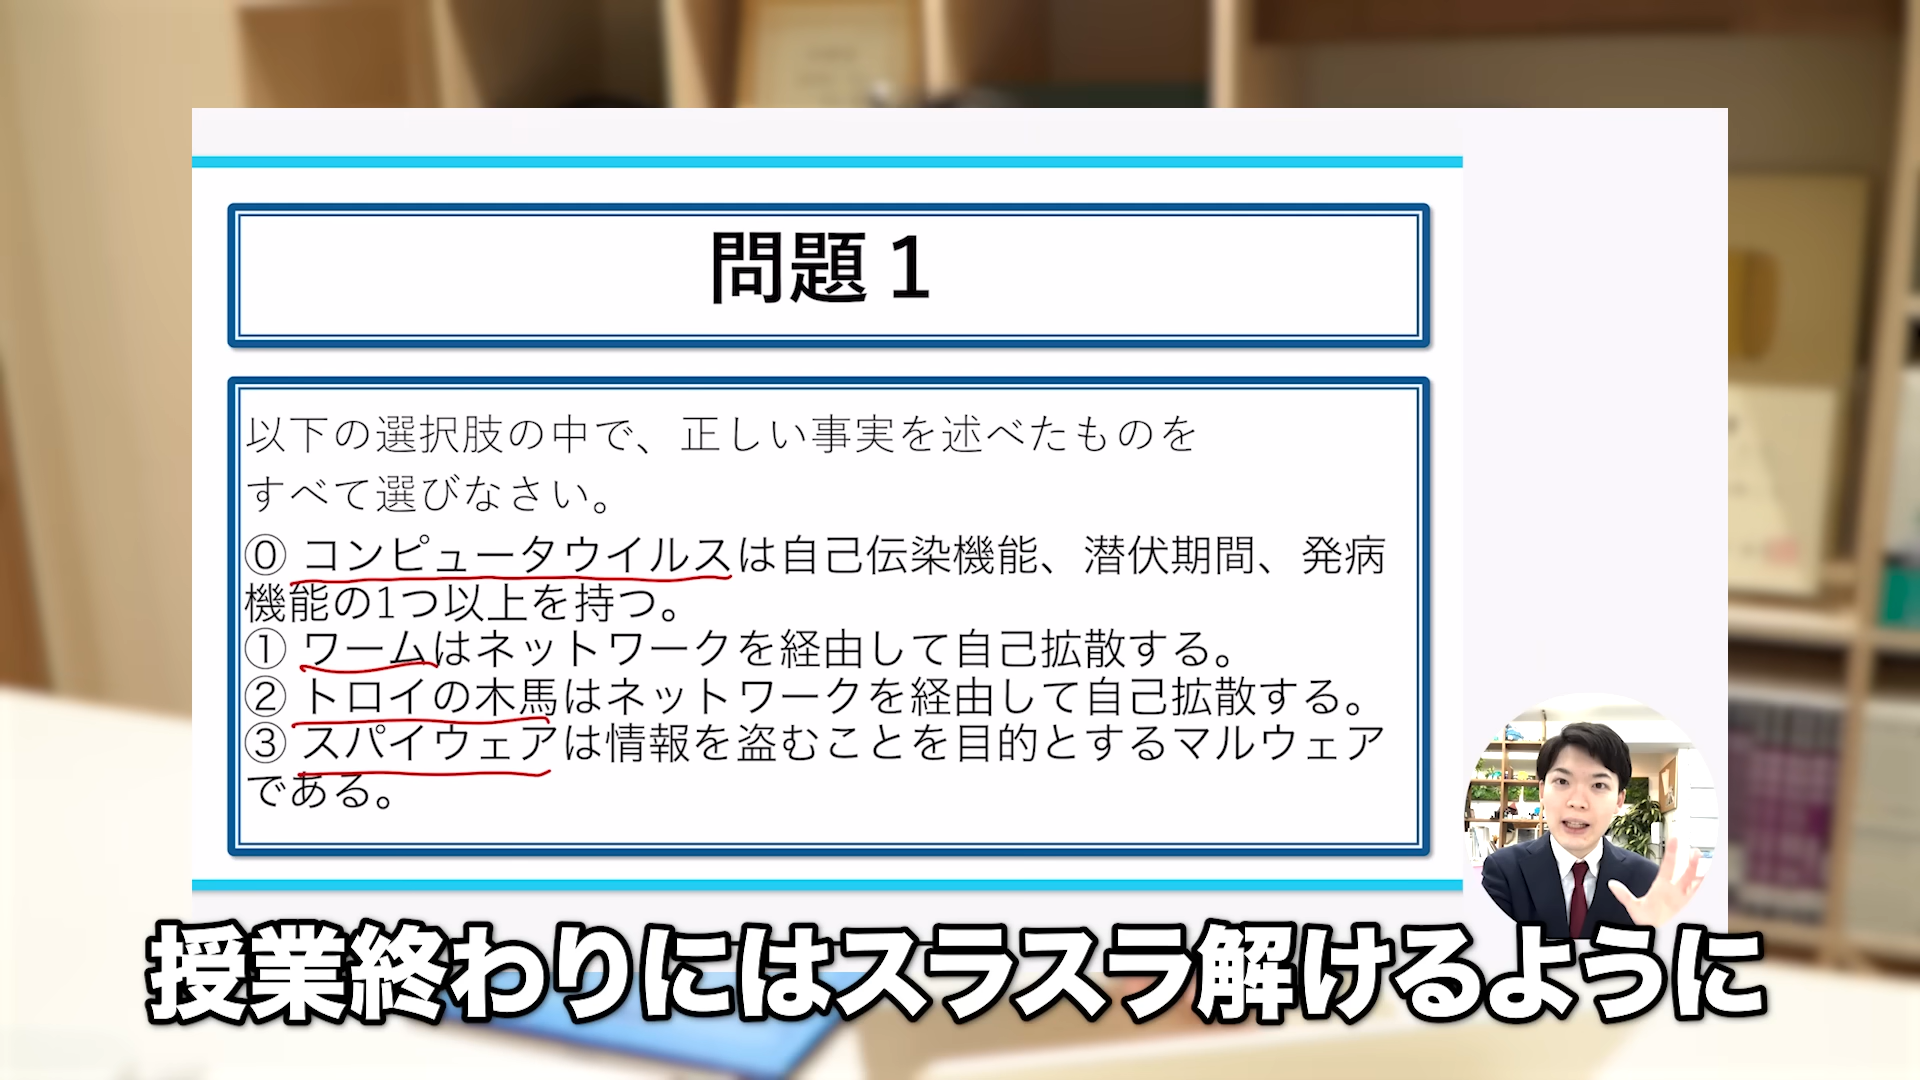 問題1
以下の選択肢の中で、正しい事実を述べたものを
すべて選びなさい。
⓪ コンピュータウイルスは自己伝染機能、潜伏期間、発病
機能の1つ以上を持つ。
① ワームはネットワークを経由して自己拡散する。
② トロイの木馬はネットワークを経由して自己拡散する。
③ スパイウェアは情報を盗むことを目的とするマルウェア
である。
授業終わりにはスラスラ解けるように